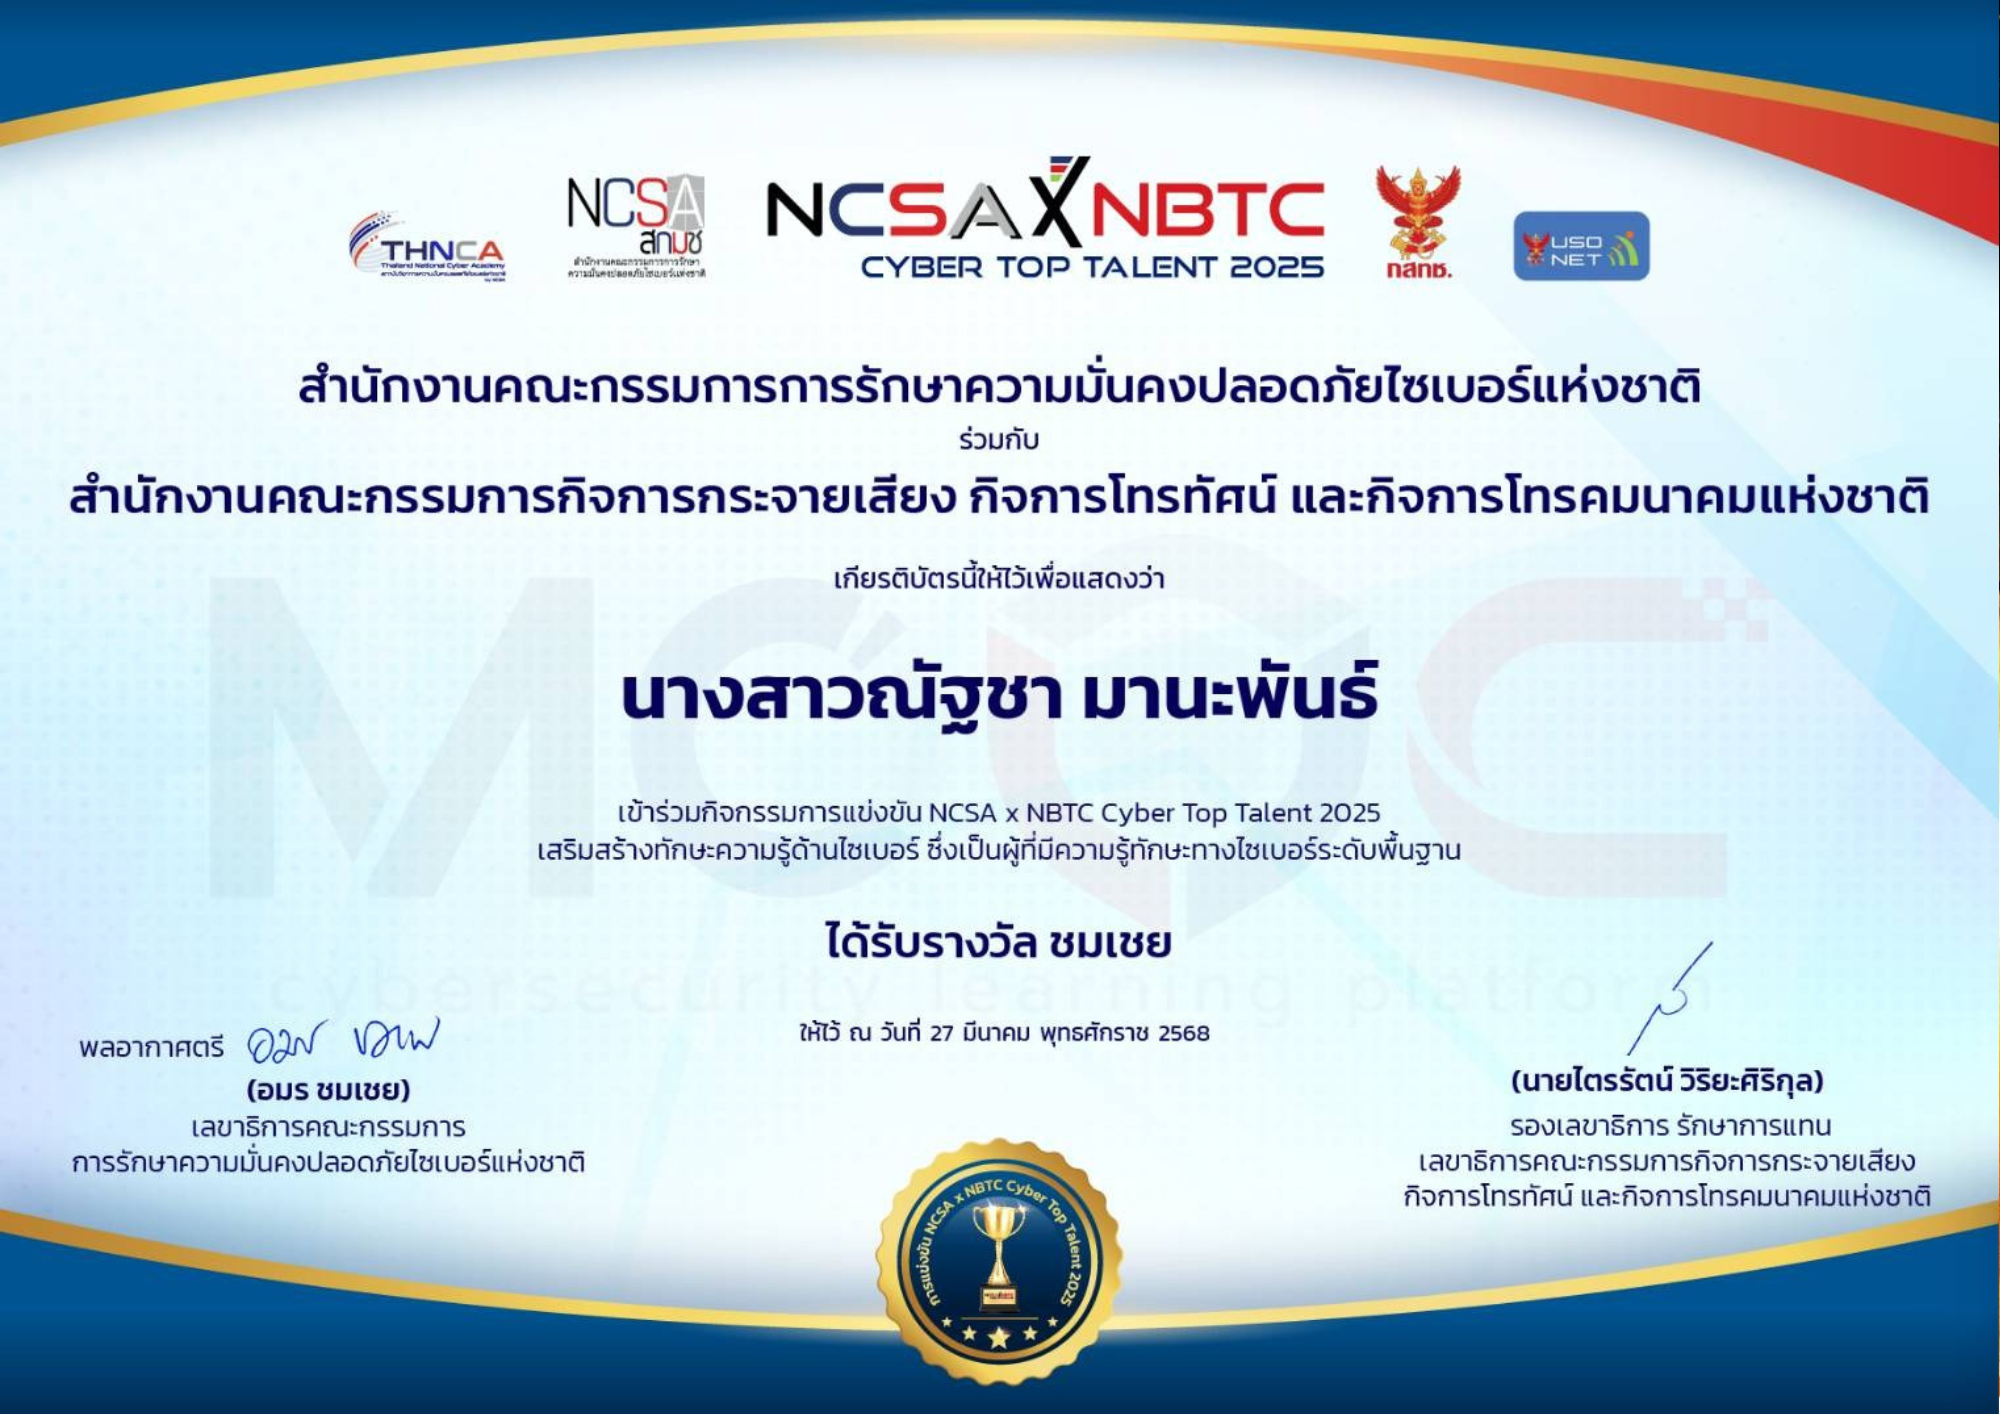 THNCA
Thailand National Cyber Academy
by NCSA
NCSA
สกมช
สำนักงานคณะกรรมการการรักษา
ความมั่นคงปลอดภัยไซเบอร์แห่งชาติ
NCSA X NBTC
CYBER TOP TALENT 2025
กสทช.
USO
NET
สำนักงานคณะกรรมการการรักษาความมั่นคงปลอดภัยไซเบอร์แห่งชาติ
ร่วมกับ
สำนักงานคณะกรรมการกิจการกระจายเสียง กิจการโทรทัศน์ และกิจการโทรคมนาคมแห่งชาติ
เกียรติบัตรนี้ให้ไว้เพื่อแสดงว่า
นางสาวณัฐชา มานะพันธ์
เข้าร่วมกิจกรรมการแข่งขัน NCSA x NBTC Cyber Top Talent 2025
เสริมสร้างทักษะความรู้ด้านไซเบอร์ ซึ่งเป็นผู้ที่มีความรู้ทักษะทางไซเบอร์ระดับพื้นฐาน
ได้รับรางวัล ชมเชย
cybersecurity learning platform
ให้ไว้ ณ วันที่ 27 มีนาคม พุทธศักราช 2568
พลอากาศตรี
(อมร ชมเชย)
เลขาธิการคณะกรรมการ
การรักษาความมั่นคงปลอดภัยไซเบอร์แห่งชาติ
(นายไตรรัตน์ วิริยะศิริกุล)
รองเลขาธิการ รักษาการแทน
เลขาธิการคณะกรรมการกิจการกระจายเสียง
กิจการโทรทัศน์ และกิจการโทรคมนาคมแห่งชาติ
การแข่งขัน NCSA x NBTC Cyber Top Talent 2025